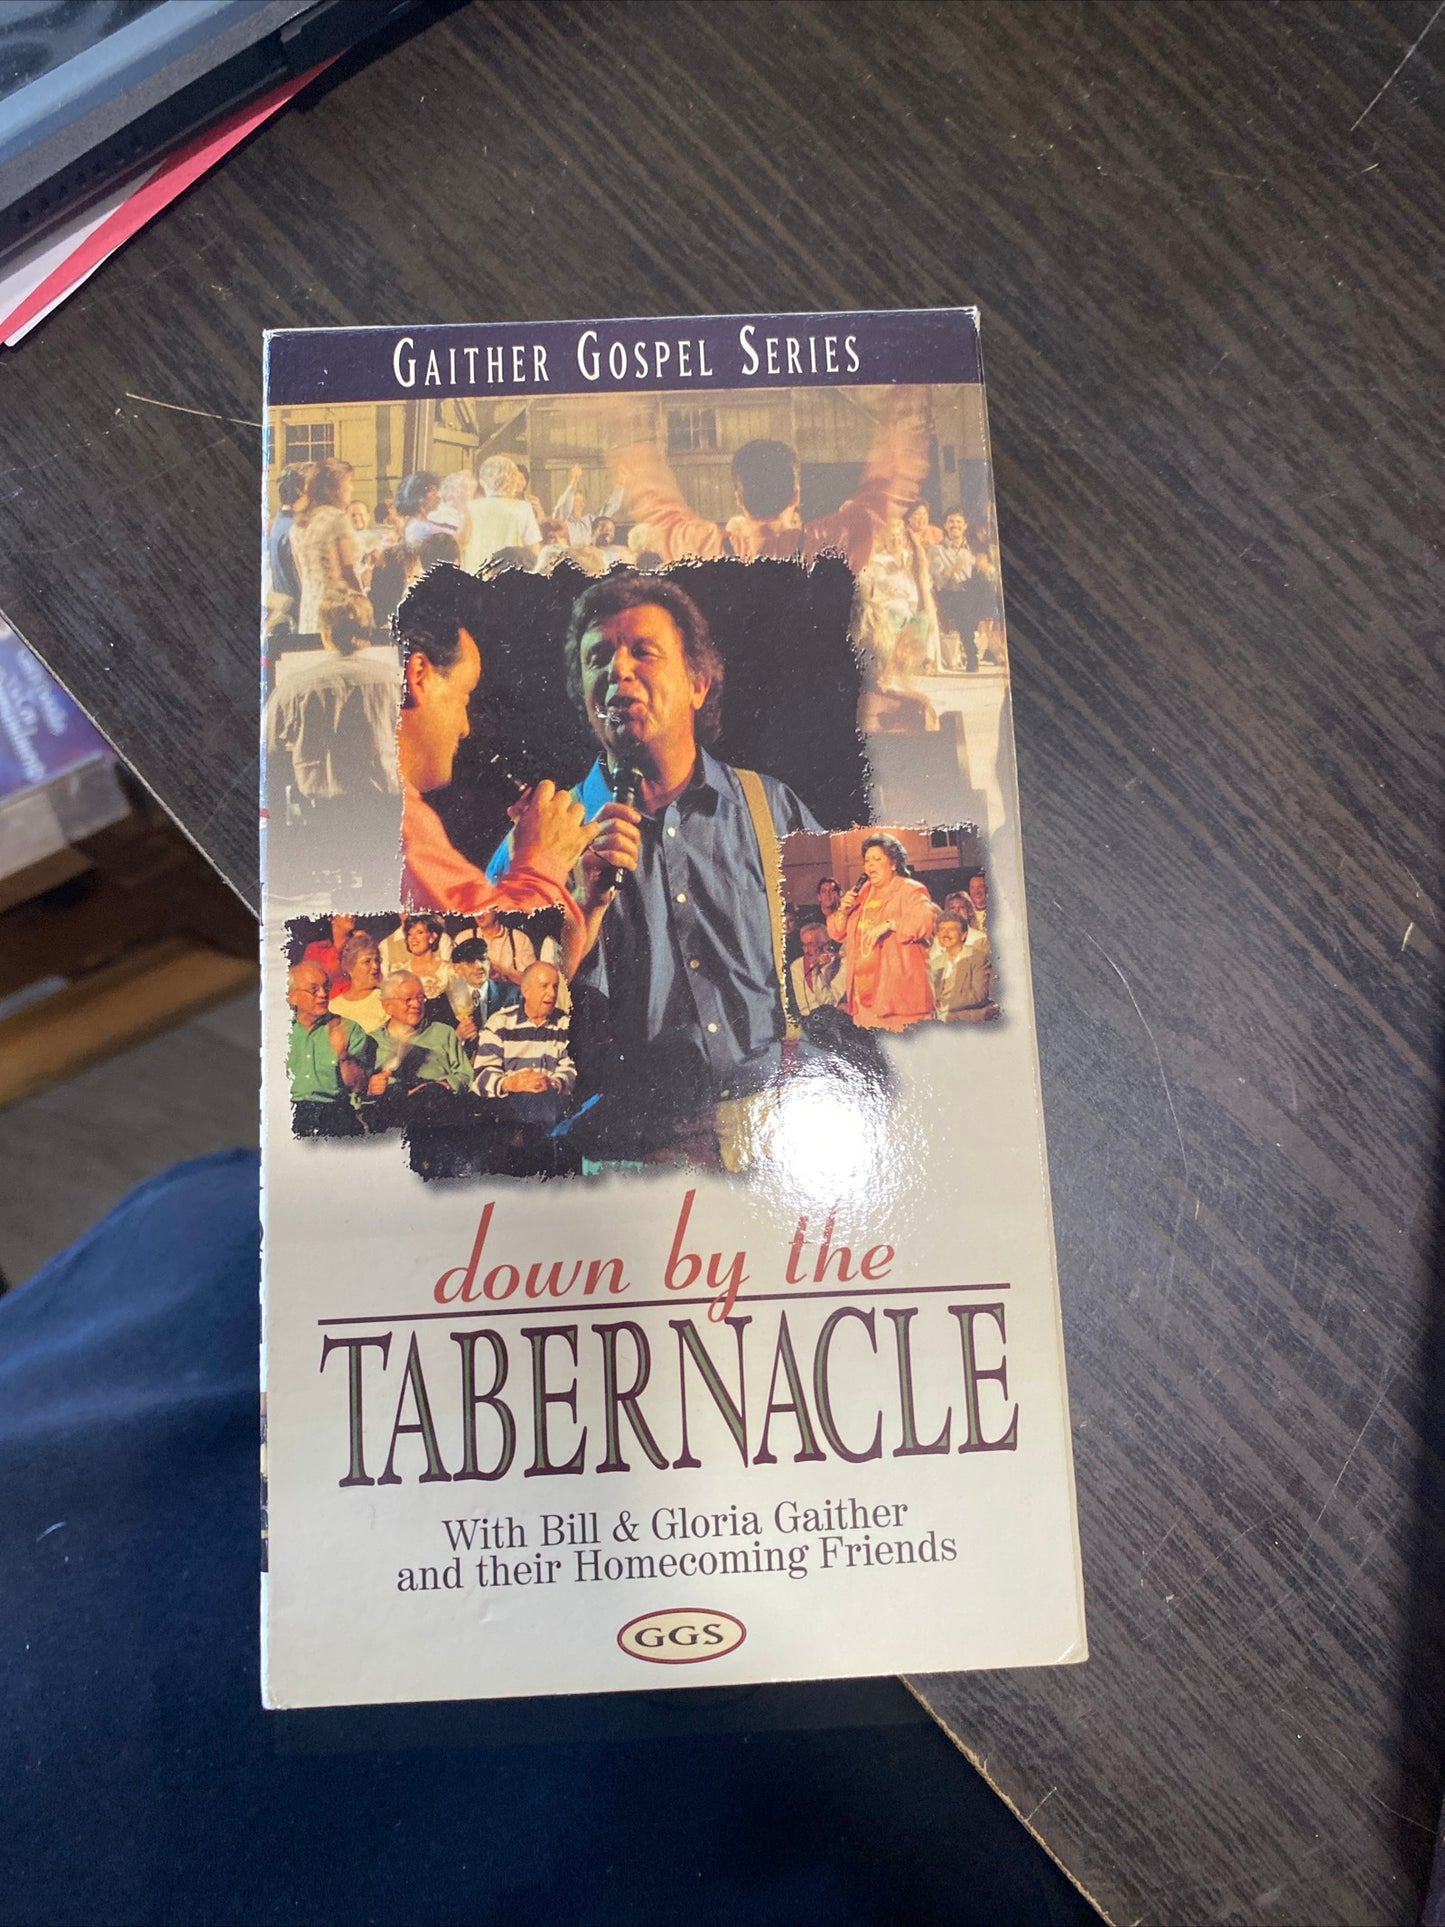 GAITHER GOSPEL SERIES
down by the
TABERNACLE
With Bill & Gloria Gaither
and their Homecoming Friends
GGS